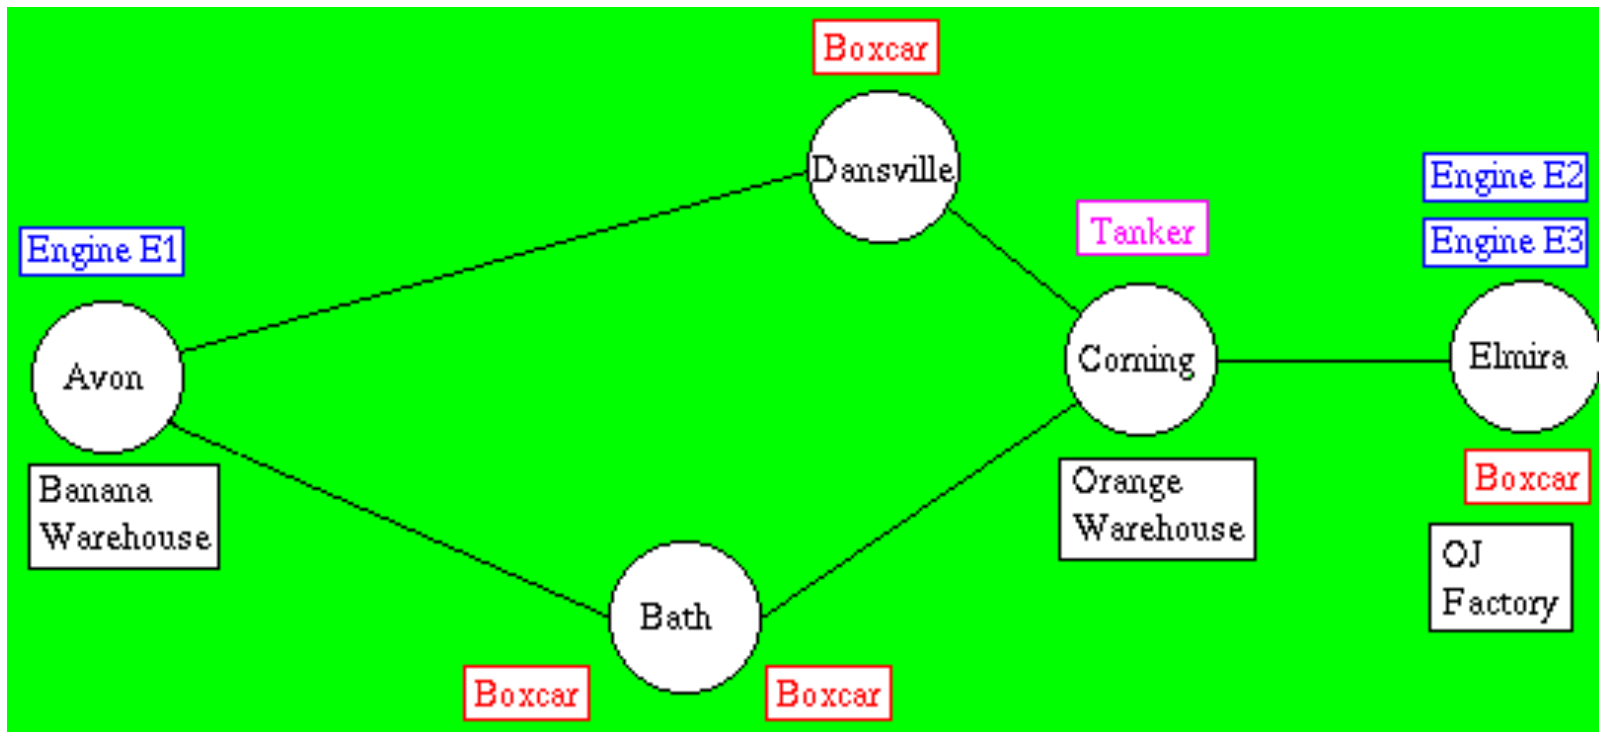 Boxcar
Dansville
Engine E2
Tanker
Engine E3
Engine E1
Avon
Corning
Elmira
Banana
Warehouse
Orange
Warehouse
Boxcar
OJ
Factory
Bath
Boxcar
Boxcar